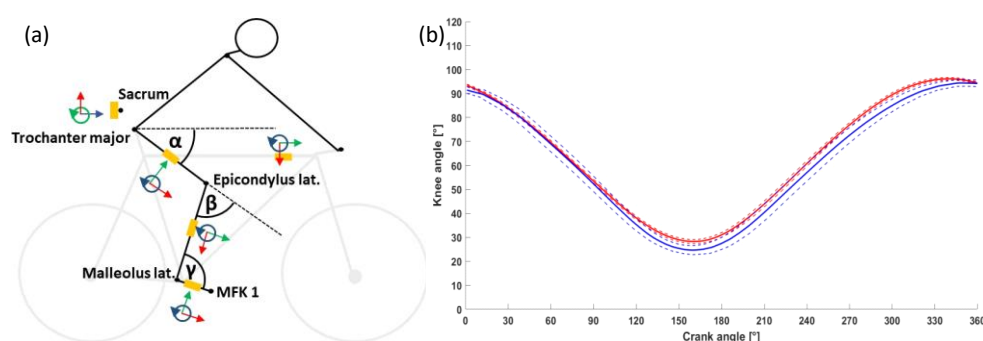 (a)
Sacrum
Trochanter major
α
Epicondylus lat.
β
γ
Malleolus lat.
MFK 1
(b)
120
110
100
90
80
70
60
50
40
30
20
10
0
Knee angle [°]
0 30 60 90 120 150 180 210 240 270 300 330 360
Crank angle [°]